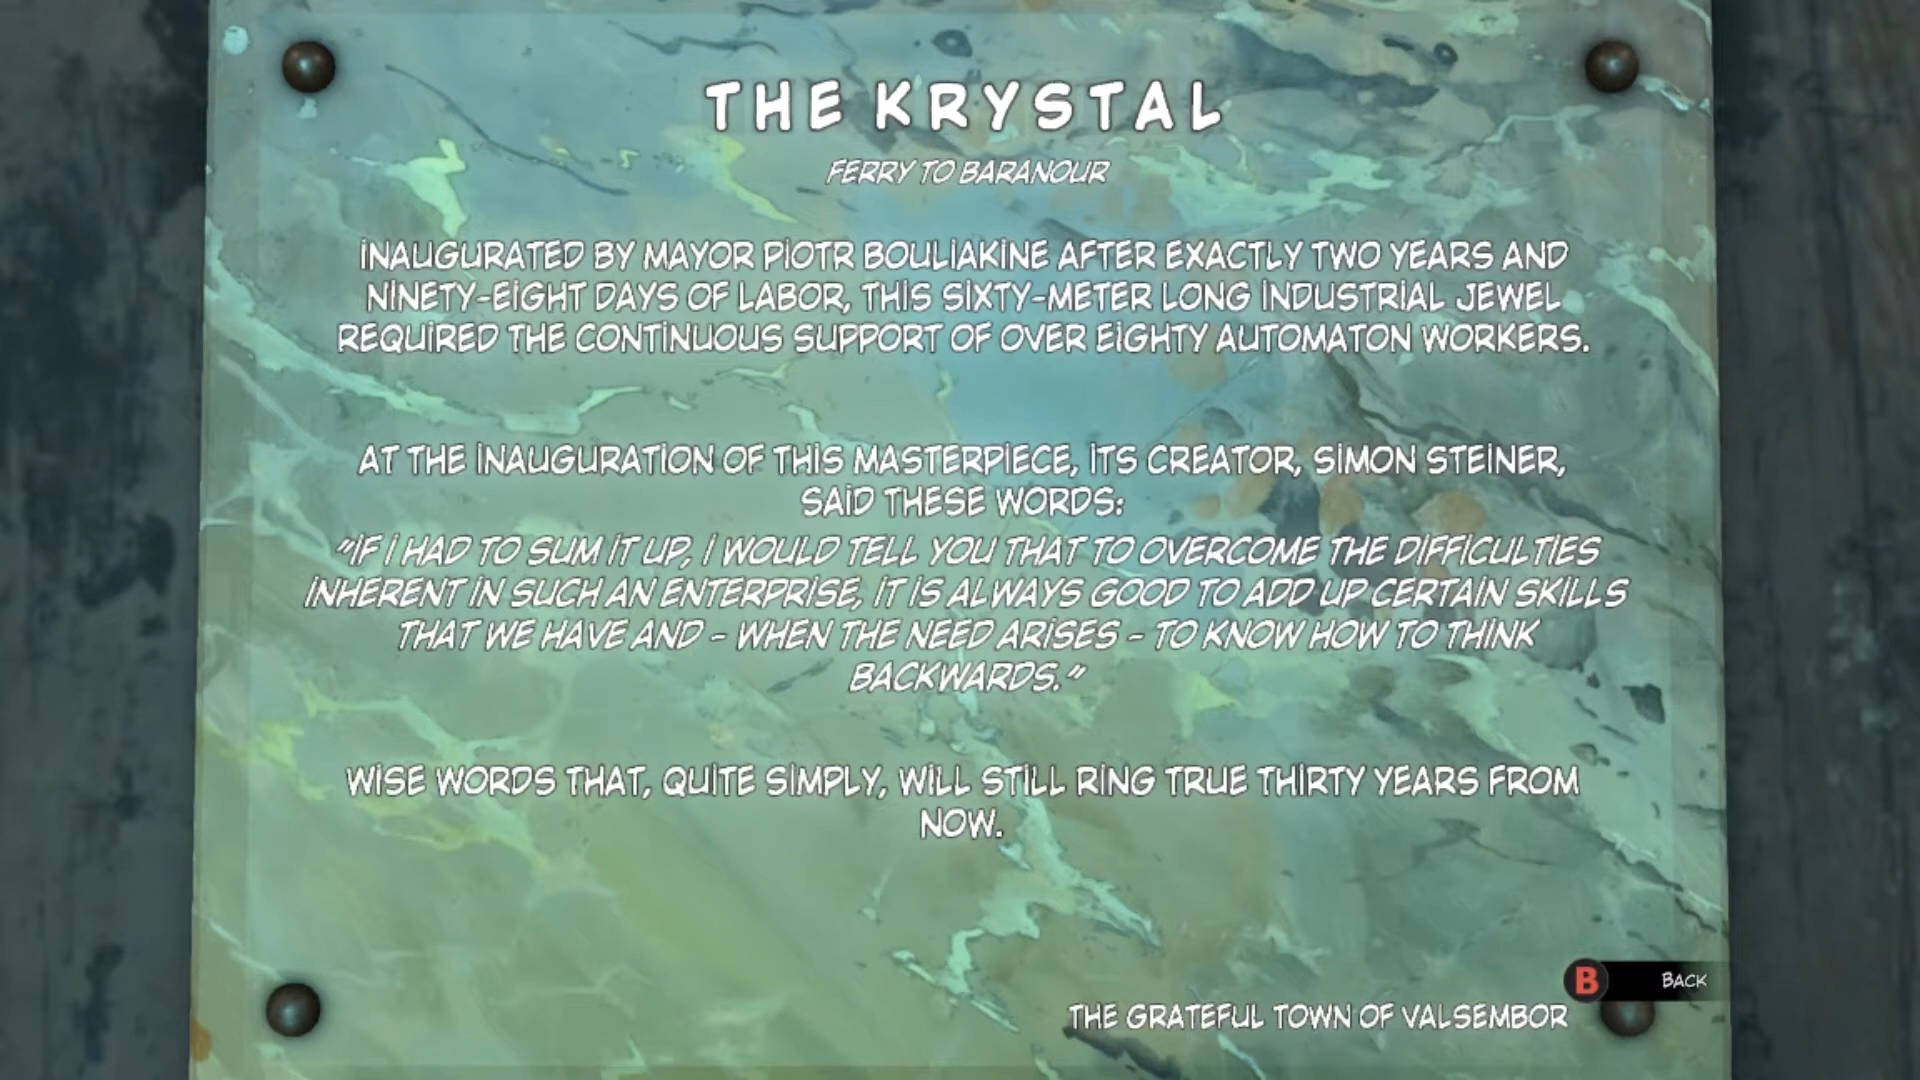 THE KRYSTAL
FERRY TO BARANOUR
INAUGURATED BY MAYOR PIOTR BOULIAKINE AFTER EXACTLY TWO YEARS AND
NINETY-EIGHT DAYS OF LABOR, THIS SIXTY-METER LONG INDUSTRIAL JEWEL
REQUIRED THE CONTINUOUS SUPPORT OF OVER EIGHTY AUTOMATON WORKERS.
AT THE INAUGURATION OF THIS MASTERPIECE, ITS CREATOR, SIMON STEINER,
SAID THESE WORDS:
"IF I HAD TO SUM IT UP, I WOULD TELL YOU THAT TO OVERCOME THE DIFFICULTIES
INHERENT IN SUCH AN ENTERPRISE, IT IS ALWAYS GOOD TO ADD UP CERTAIN SKILLS
THAT WE HAVE AND - WHEN THE NEED ARISES - TO KNOW HOW TO THINK
BACKWARDS."
WISE WORDS THAT, QUITE SIMPLY, WILL STILL RING TRUE THIRTY YEARS FROM
NOW.
B BACK
THE GRATEFUL TOWN OF VALSEMBOR